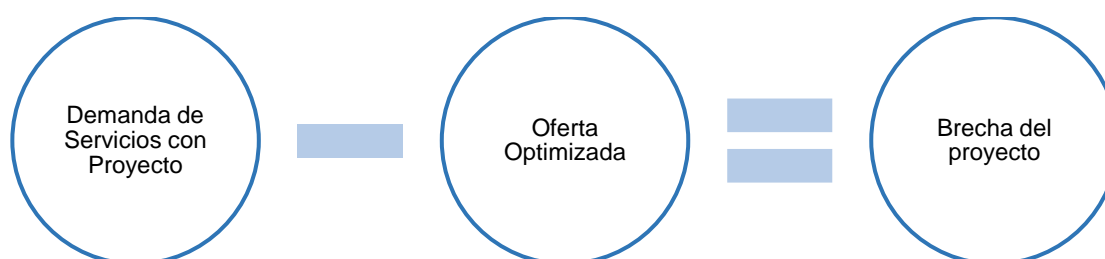 Demanda de
Servicios con
Proyecto
Oferta
Optimizada
Brecha del
proyecto